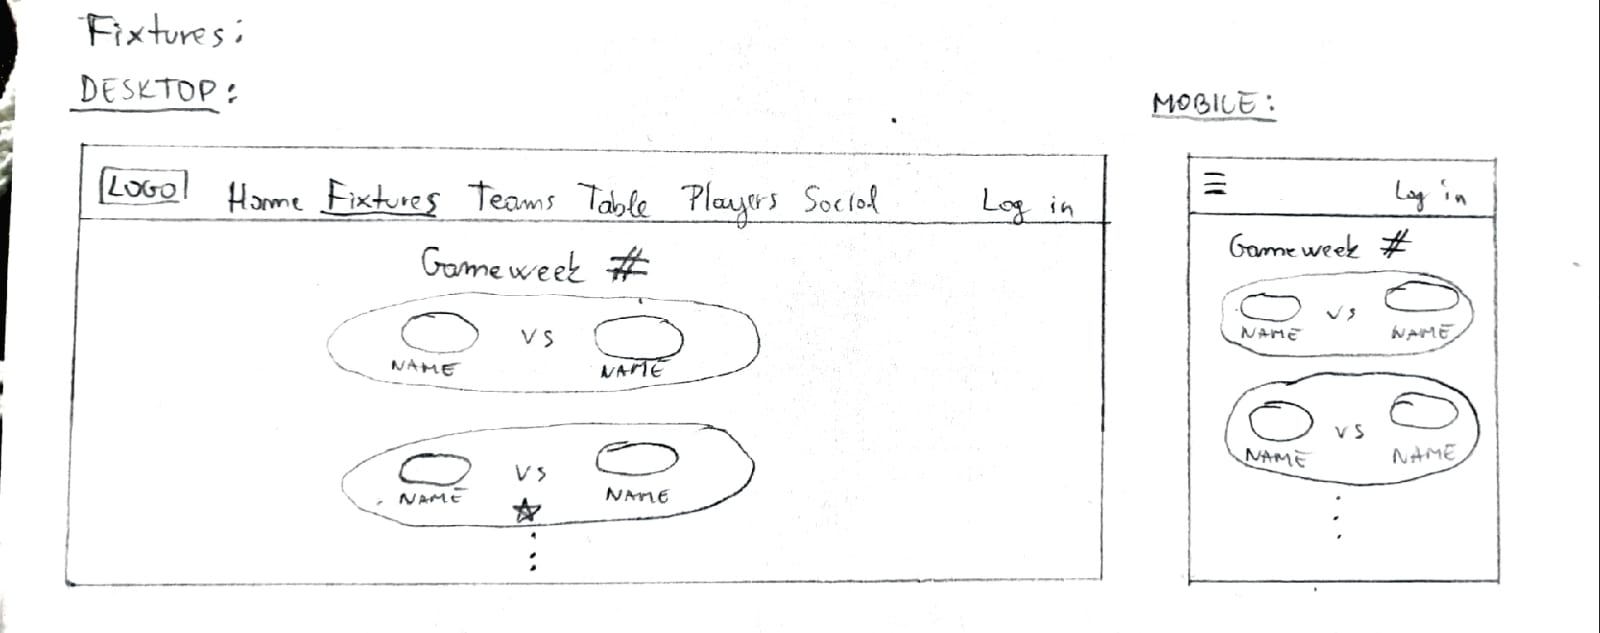 Fixtures:
DESKTOP:
LOGO Home Fixtures Teams Table Players Social Log in
Gameweek #
VS
NAME NAME
VS
NAME NAME
MOBILE:
Log in
Gameweek #
VS
NAME NAME
VS
NAME NAME